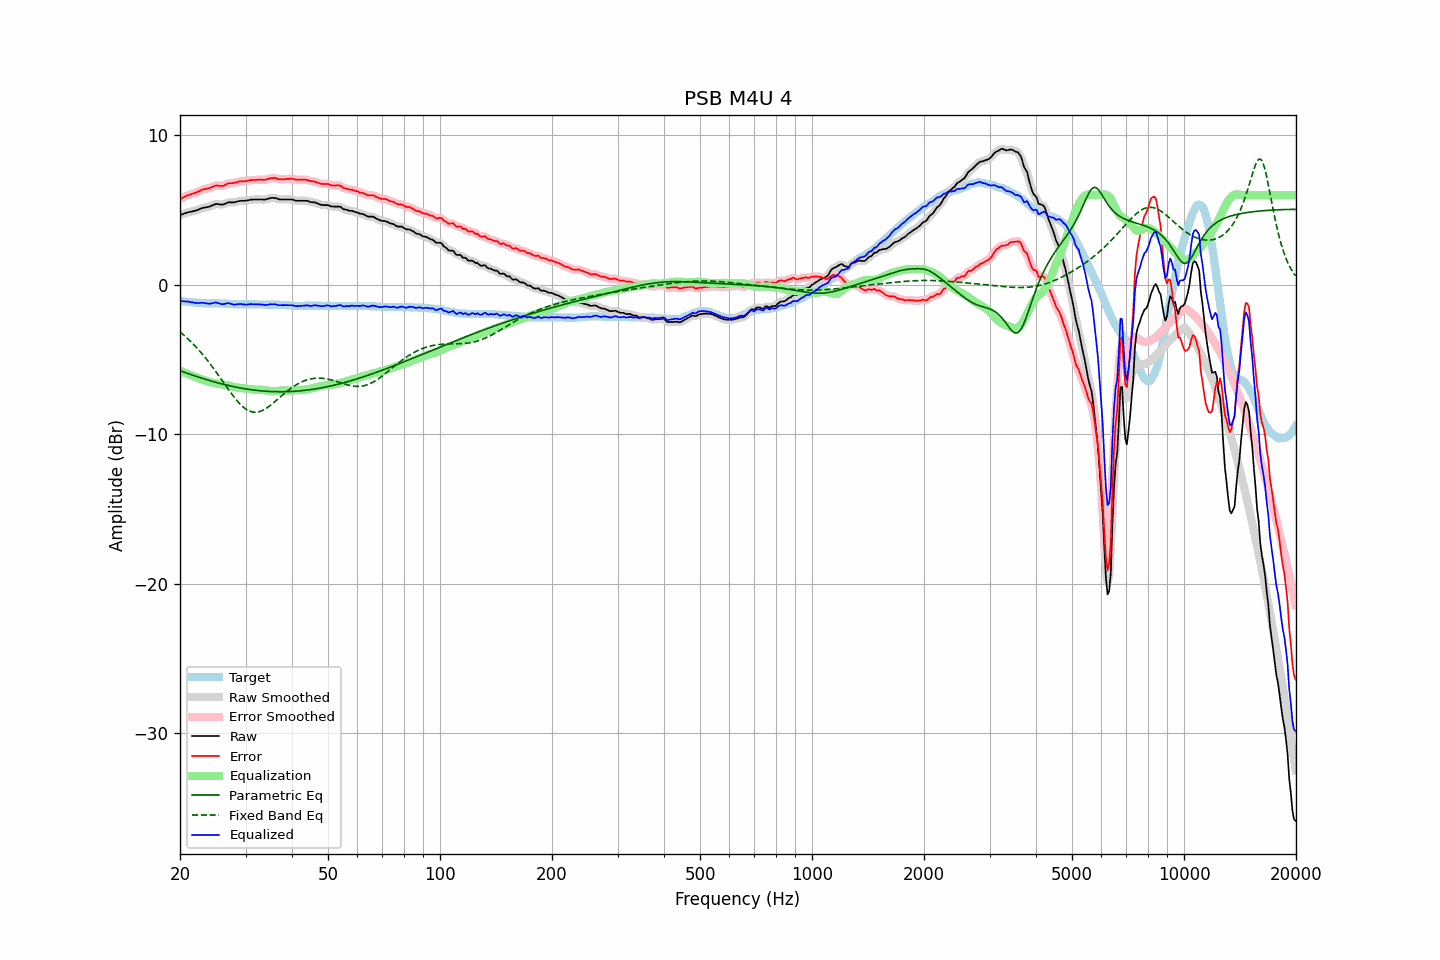 PSB M4U 4
10
0
−10
−20
−30
Amplitude (dBr)
Target
Raw Smoothed
Error Smoothed
Raw
Error
Equalization
Parametric Eq
Fixed Band Eq
Equalized
20
50
100
200
500
1000
2000
5000
10000
20000
Frequency (Hz)